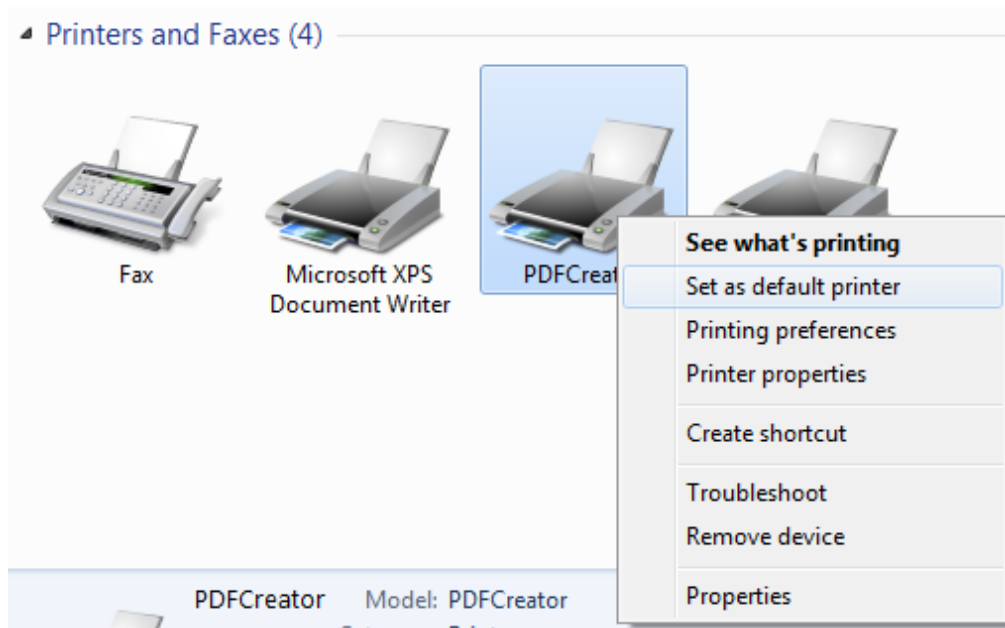 Printers and Faxes (4)
Fax
Microsoft XPS
Document Writer
See what's printing
Set as default printer
Printing preferences
Printer properties
Create shortcut
Troubleshoot
Remove device
Properties
PDFCreator Model: PDFCreator